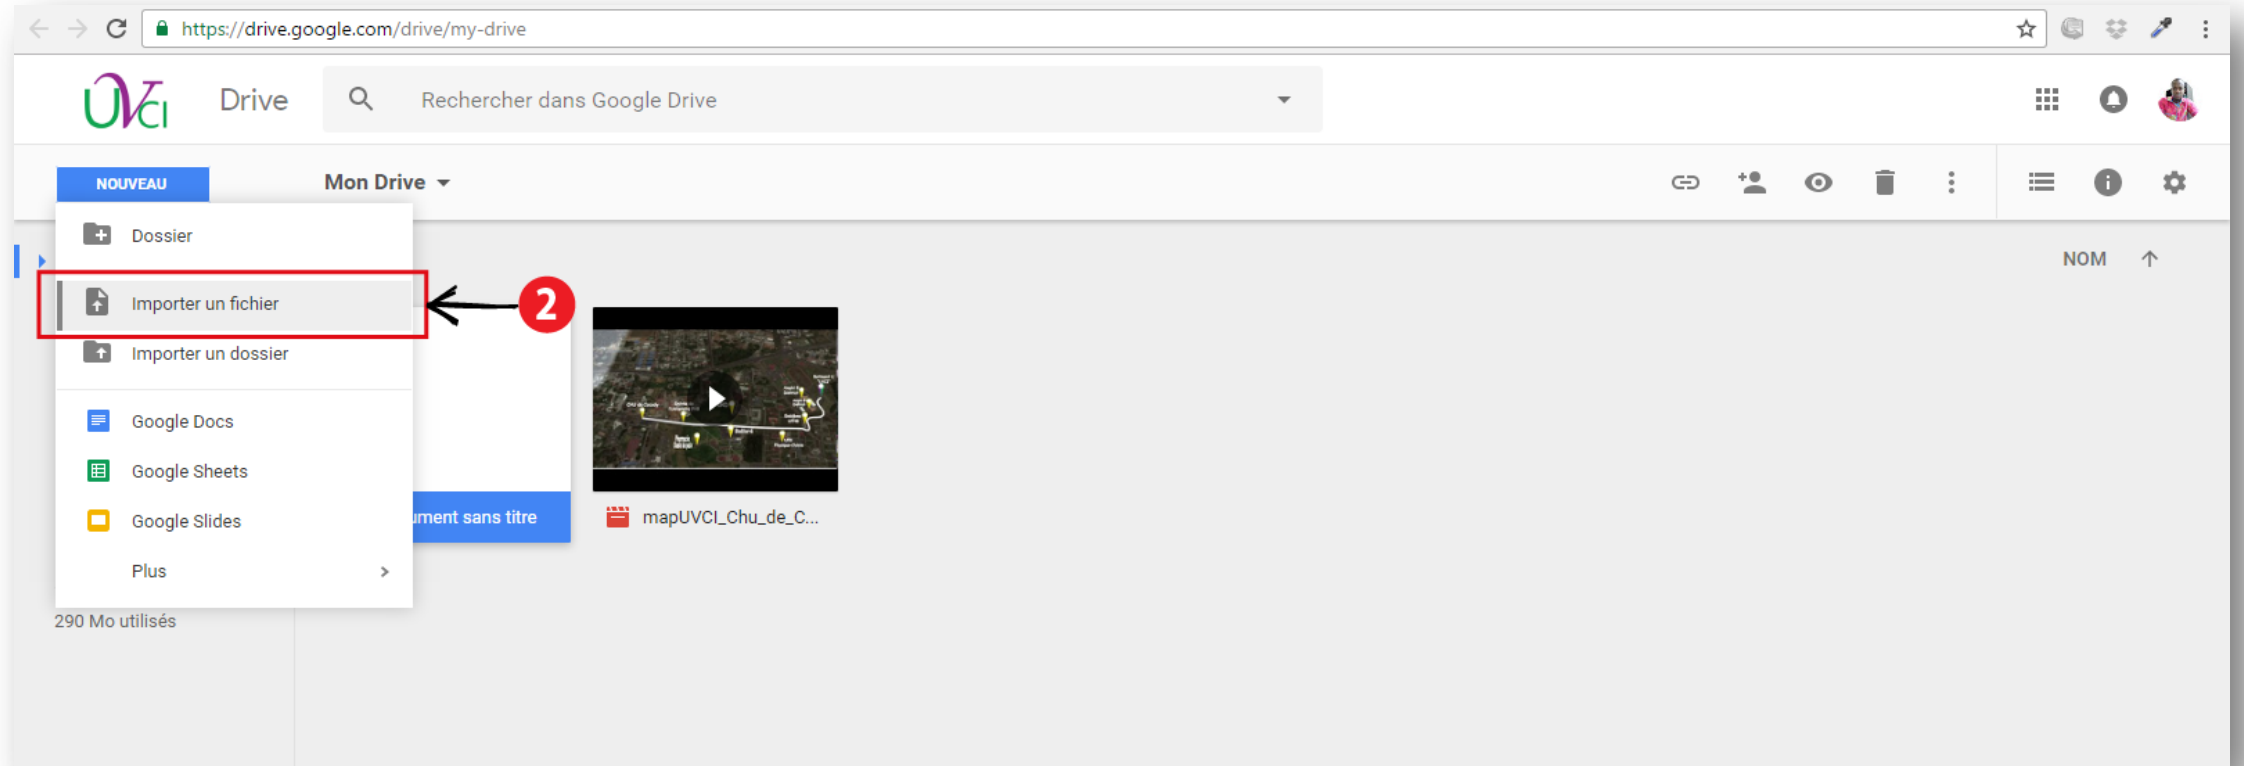 https://drive.google.com/drive/my-drive
UVCI Drive Rechercher dans Google Drive
NOUVEAU Mon Drive
Dossier
NOM
Importer un fichier
2
Importer un dossier
Google Docs
Google Sheets
Google Slides
ument sans titre mapUVCI_Chu_de_C...
Plus
290 Mo utilisés